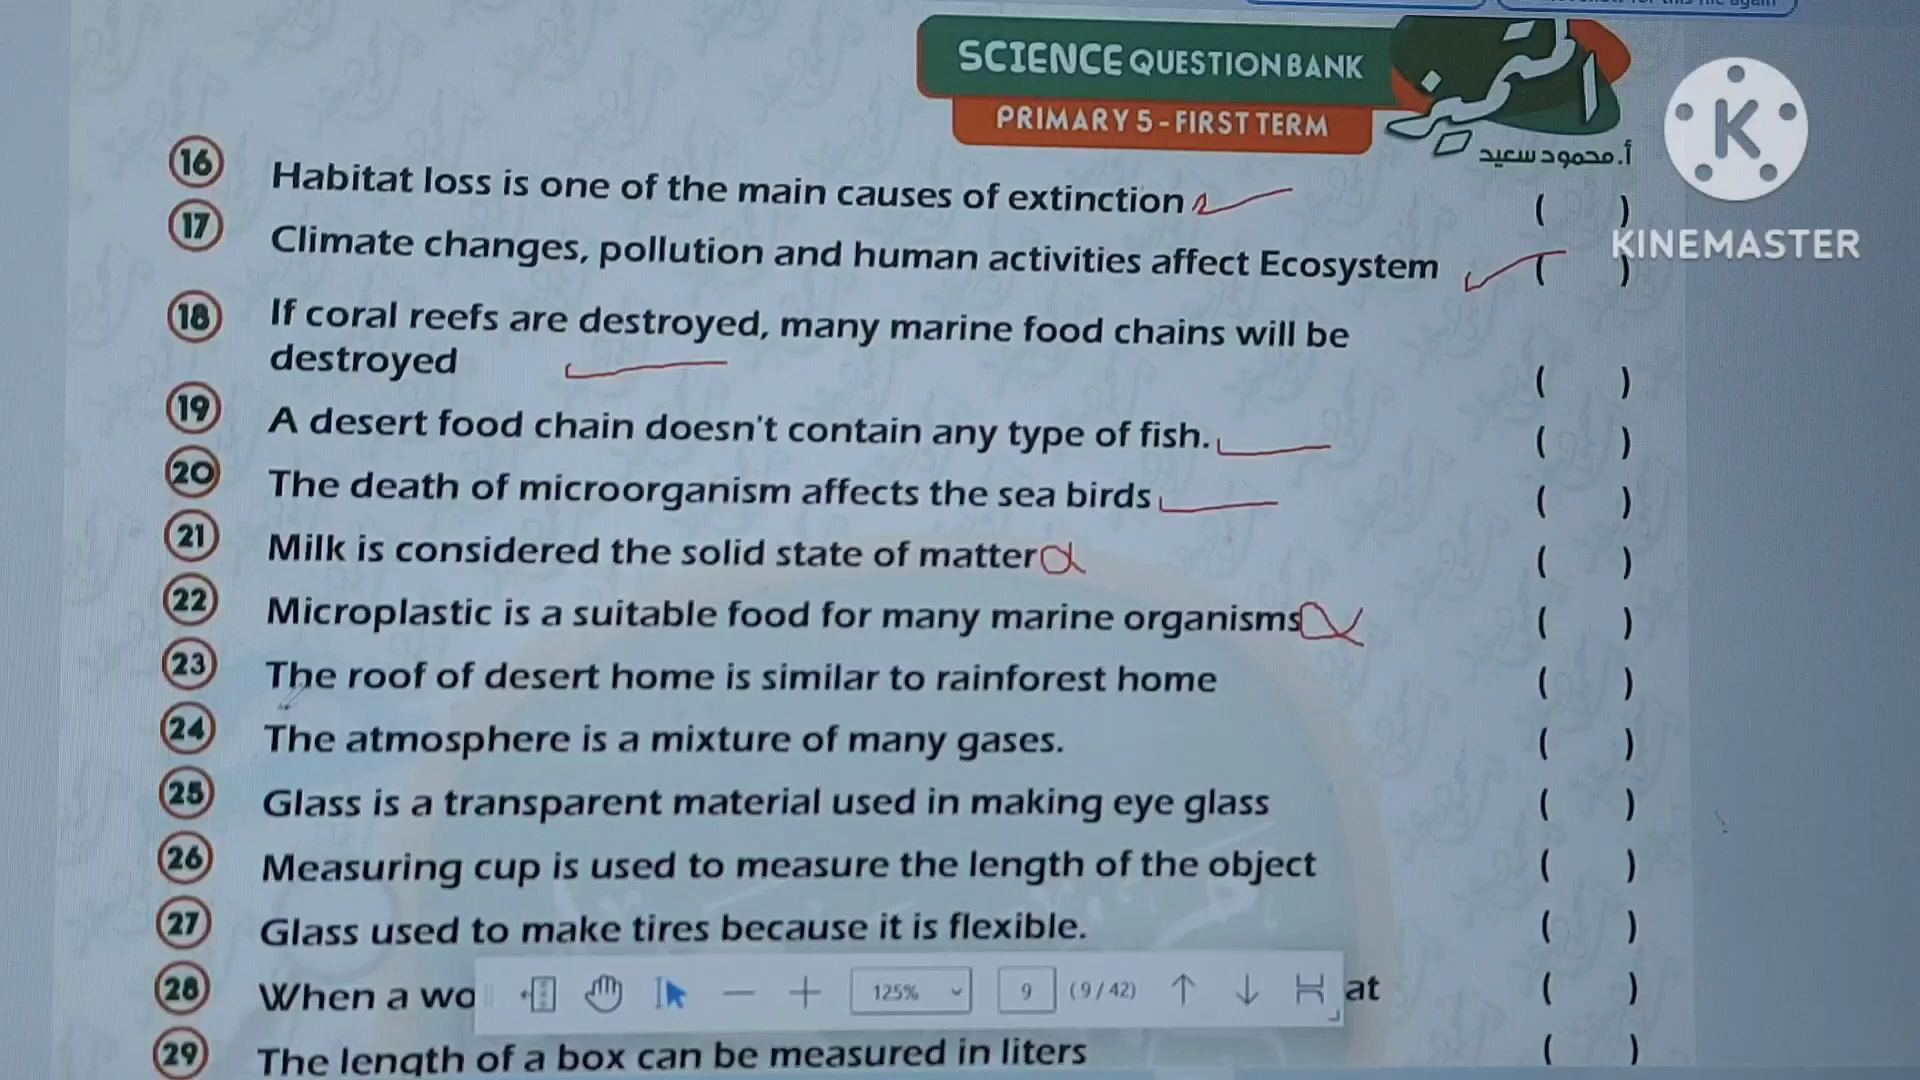 SCIENCE QUESTION BANK
المتميز
PRIMARY 5 - FIRST TERM
أ.محمود سعيد
K
KINEMASTER
16 Habitat loss is one of the main causes of extinction ( )
17 Climate changes, pollution and human activities affect Ecosystem ( )
18 If coral reefs are destroyed, many marine food chains will be
destroyed ( )
19 A desert food chain doesn't contain any type of fish. ( )
20 The death of microorganism affects the sea birds ( )
21 Milk is considered the solid state of matter ( )
22 Microplastic is a suitable food for many marine organisms ( )
23 The roof of desert home is similar to rainforest home ( )
24 The atmosphere is a mixture of many gases. ( )
25 Glass is a transparent material used in making eye glass ( )
26 Measuring cup is used to measure the length of the object ( )
27 Glass used to make tires because it is flexible. ( )
28 When a wo at ( )
125% 9 (9/42)
29 The length of a box can be measured in liters ( )